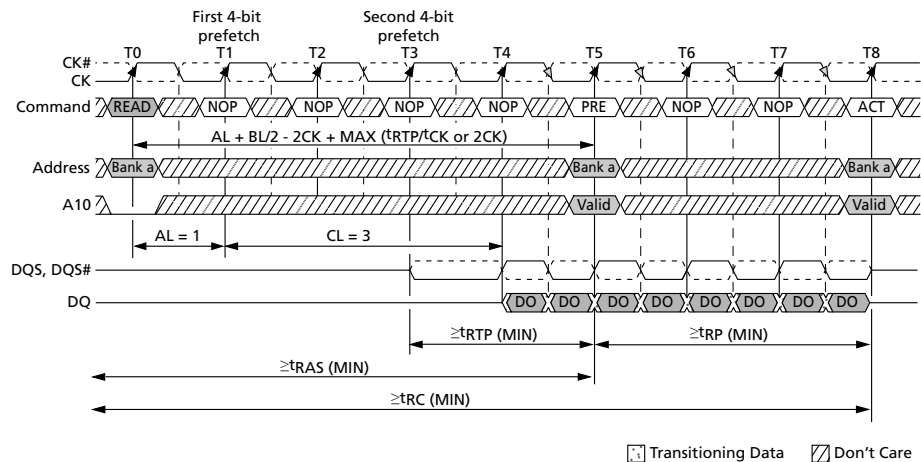 First 4-bit prefetch Second 4-bit prefetch
T0 T1 T2 T3 T4 T5 T6 T7 T8
CK#
CK
Command READ NOP NOP NOP NOP PRE NOP NOP ACT
AL + BL/2 - 2CK + MAX (tRTP/tCK or 2CK)
Address Bank a Bank a Bank a
A10 Valid Valid
AL = 1 CL = 3
DQS, DQS#
DQ DO DO DO DO DO DO DO DO
≥tRTP (MIN) ≥tRP (MIN)
≥tRAS (MIN)
≥tRC (MIN)
Transitioning Data Don't Care